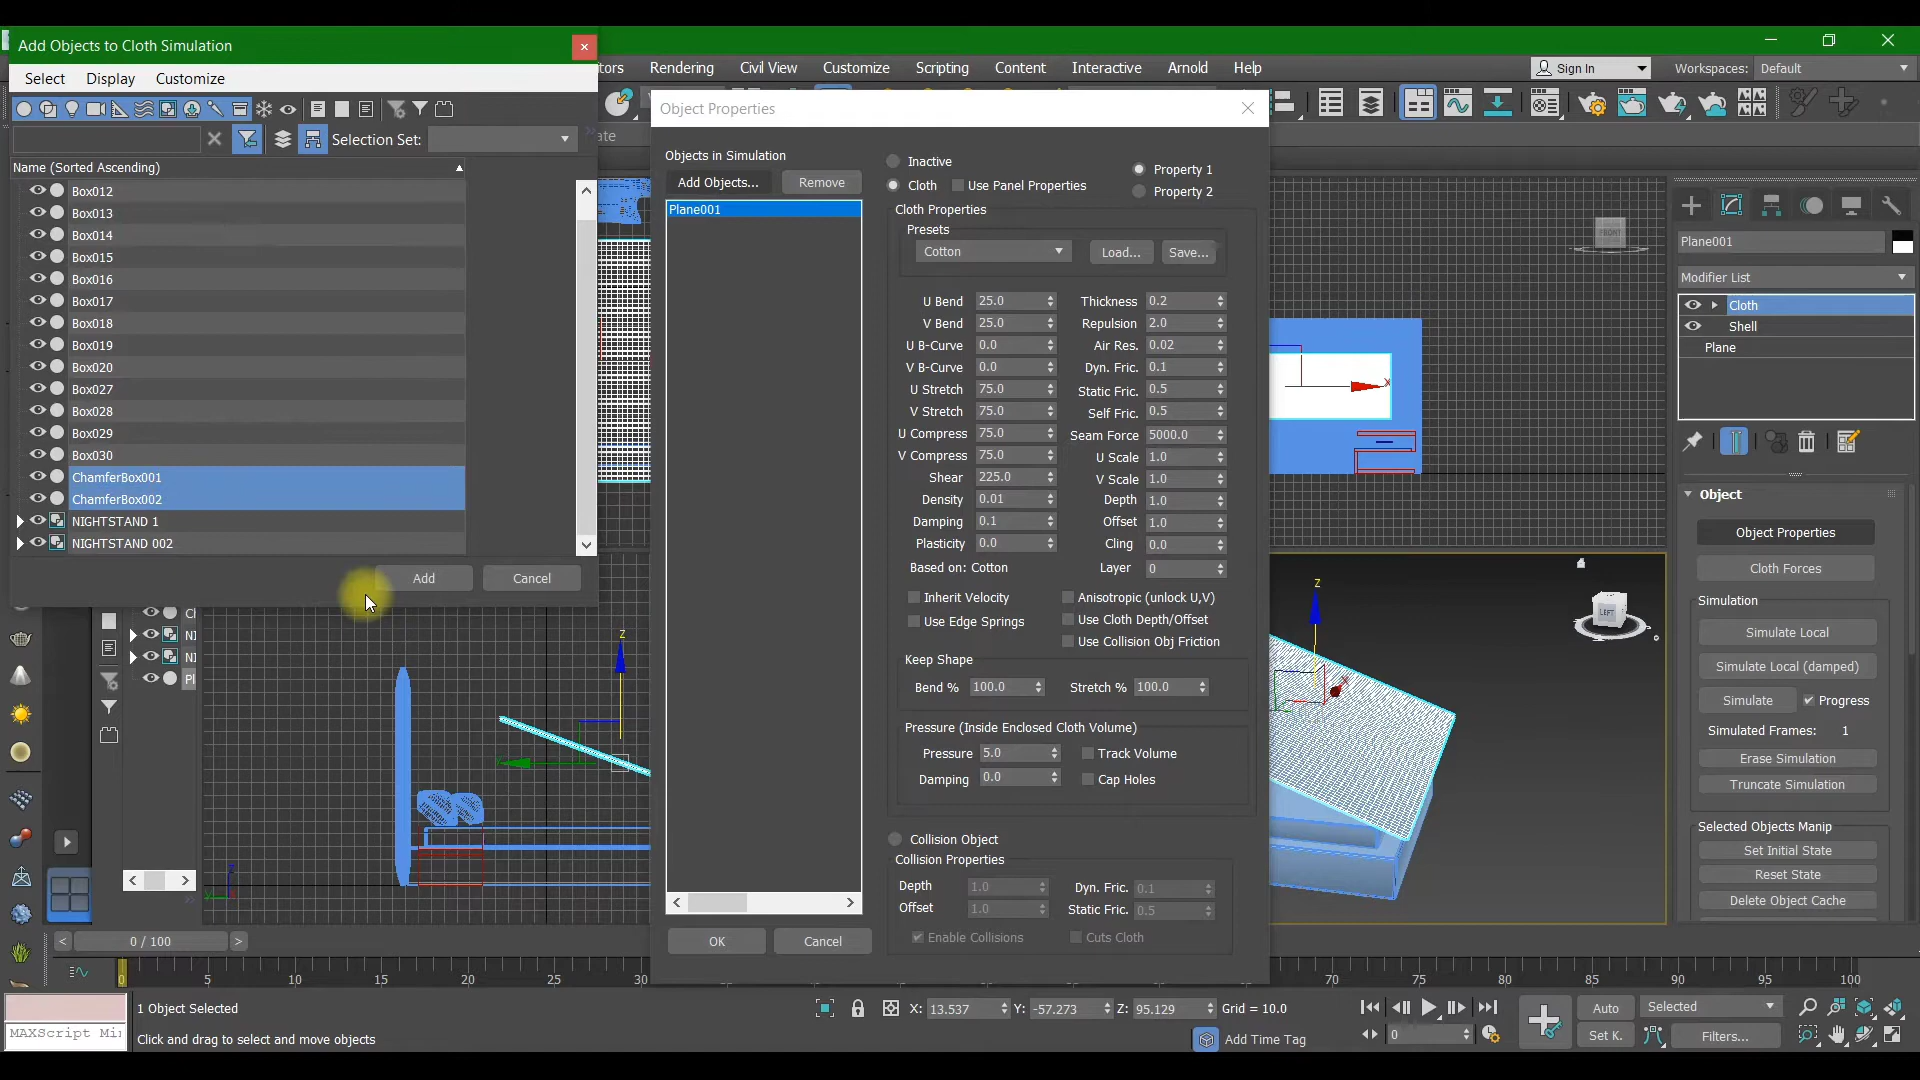 Add Objects to Cloth Simulation
Select Display Customize
Rendering Civil View Customize Scripting Content Interactive Arnold Help
Sign In Workspaces: Default
Selection Set:
Name (Sorted Ascending)
Box012
Box013
Box014
Box015
Box016
Box017
Box018
Box019
Box020
Box027
Box028
Box029
Box030
ChamferBox001
ChamferBox002
NIGHTSTAND 1
NIGHTSTAND 002
Add Cancel
Object Properties
Objects in Simulation
Add Objects... Remove
Plane001
OK Cancel
Inactive
Cloth Use Panel Properties
Property 1
Property 2
Cloth Properties
Presets
Cotton Load... Save...
U Bend 25.0 Thickness 0.2
V Bend 25.0 Repulsion 2.0
U B-Curve 0.0 Air Res. 0.02
V B-Curve 0.0 Dyn. Fric. 0.1
U Stretch 75.0 Static Fric. 0.5
V Stretch 75.0 Self Fric. 0.5
U Compress 75.0 Seam Force 5000.0
V Compress 75.0 U Scale 1.0
Shear 225.0 V Scale 1.0
Density 0.01 Depth 1.0
Damping 0.1 Offset 1.0
Plasticity 0.0 Cling 0.0
Based on: Cotton Layer 0
Inherit Velocity Anisotropic (unlock U,V)
Use Edge Springs Use Cloth Depth/Offset
Use Collision Obj Friction
Keep Shape
Bend % 100.0 Stretch % 100.0
Pressure (Inside Enclosed Cloth Volume)
Pressure 5.0 Track Volume
Damping 0.0 Cap Holes
Collision Object
Collision Properties
Depth 1.0 Dyn. Fric. 0.1
Offset 1.0 Static Fric. 0.5
Enable Collisions Cuts Cloth
FRONT
LEFT
Plane001
Modifier List
Cloth
Shell
Plane
Object
Object Properties
Cloth Forces
Simulation
Simulate Local
Simulate Local (damped)
Simulate Progress
Simulated Frames: 1
Erase Simulation
Truncate Simulation
Selected Objects Manip
Set Initial State
Reset State
Delete Object Cache
0 / 100
0 5 10 15 20 25 30 70 75 80 85 90 95 100
1 Object Selected
X: 13.537 Y: -57.273 Z: 95.129 Grid = 10.0
Auto Selected
MAXScript Mi
Click and drag to select and move objects
Add Time Tag
0 Set K. Filters...